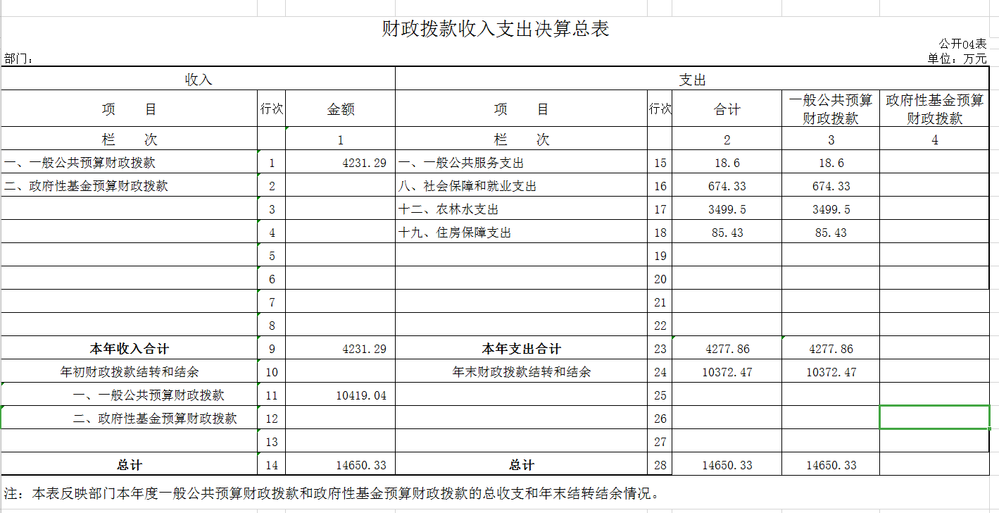 财政拨款收入支出决算总表
公开04表
部门： 单位：万元
收入 支出
项 目 行次 金额 项 目 行次 合计 一般公共预算财政拨款 政府性基金预算财政拨款
栏 次 1 栏 次 2 3 4
一、一般公共预算财政拨款 1 4231.29 一、一般公共服务支出 15 18.6 18.6
二、政府性基金预算财政拨款 2 八、社会保障和就业支出 16 674.33 674.33
3 十二、农林水支出 17 3499.5 3499.5
4 十九、住房保障支出 18 85.43 85.43
5 19
6 20
7 21
8 22
本年收入合计 9 4231.29 本年支出合计 23 4277.86 4277.86
年初财政拨款结转和结余 10 年末财政拨款结转和结余 24 10372.47 10372.47
一、一般公共预算财政拨款 11 10419.04 25
二、政府性基金预算财政拨款 12 26
13 27
总计 14 14650.33 总计 28 14650.33 14650.33
注：本表反映部门本年度一般公共预算财政拨款和政府性基金预算财政拨款的总收支和年末结转结余情况。